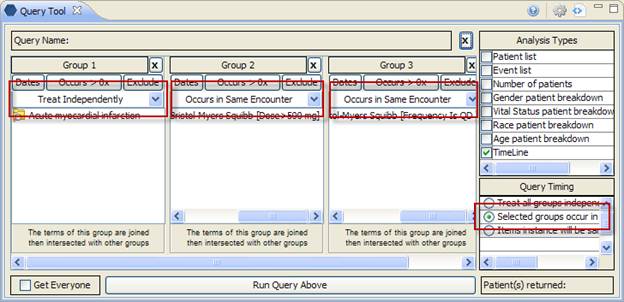 Query Tool
Query Name:
X
Group 1
X
Dates
Occurs > 0x
Exclude
Treat Independently
Acute myocardial infarction
The terms of this group are joined
then intersected with other groups
Group 2
X
Dates
Occurs > 0x
Exclude
Occurs in Same Encounter
Bristol-Myers Squibb [Dose>500 mg]
The terms of this group are joined
then intersected with other groups
Group 3
X
Dates
Occurs > 0x
Exclude
Occurs in Same Encounter
tol-Myers Squibb [Frequency Is QD
The terms of this group are joined
then intersected with other groups
Analysis Types
Patient list
Event list
Number of patients
Gender patient breakdown
Vital Status patient breakdown
Race patient breakdown
Age patient breakdown
TimeLine
Query Timing
Treat all groups indepen
Selected groups occur in
Items instance will be sa
Get Everyone
Run Query Above
Patient(s) returned: